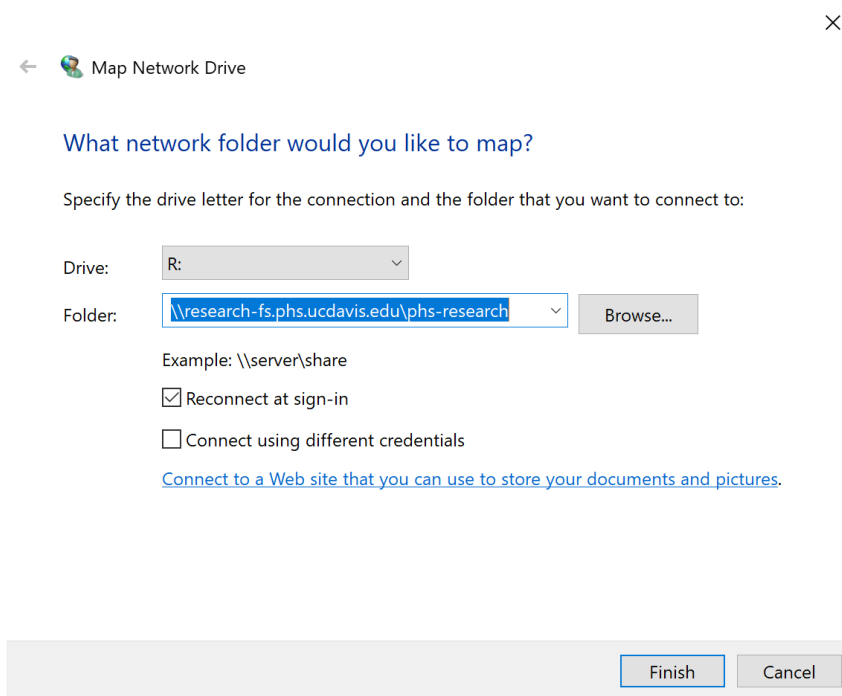 Map Network Drive
What network folder would you like to map?
Specify the drive letter for the connection and the folder that you want to connect to:
Drive: R:
Folder: \\research-fs.phs.ucdavis.edu\phs-research Browse...
Example: \\server\share
Reconnect at sign-in
Connect using different credentials
Connect to a Web site that you can use to store your documents and pictures.
Finish Cancel